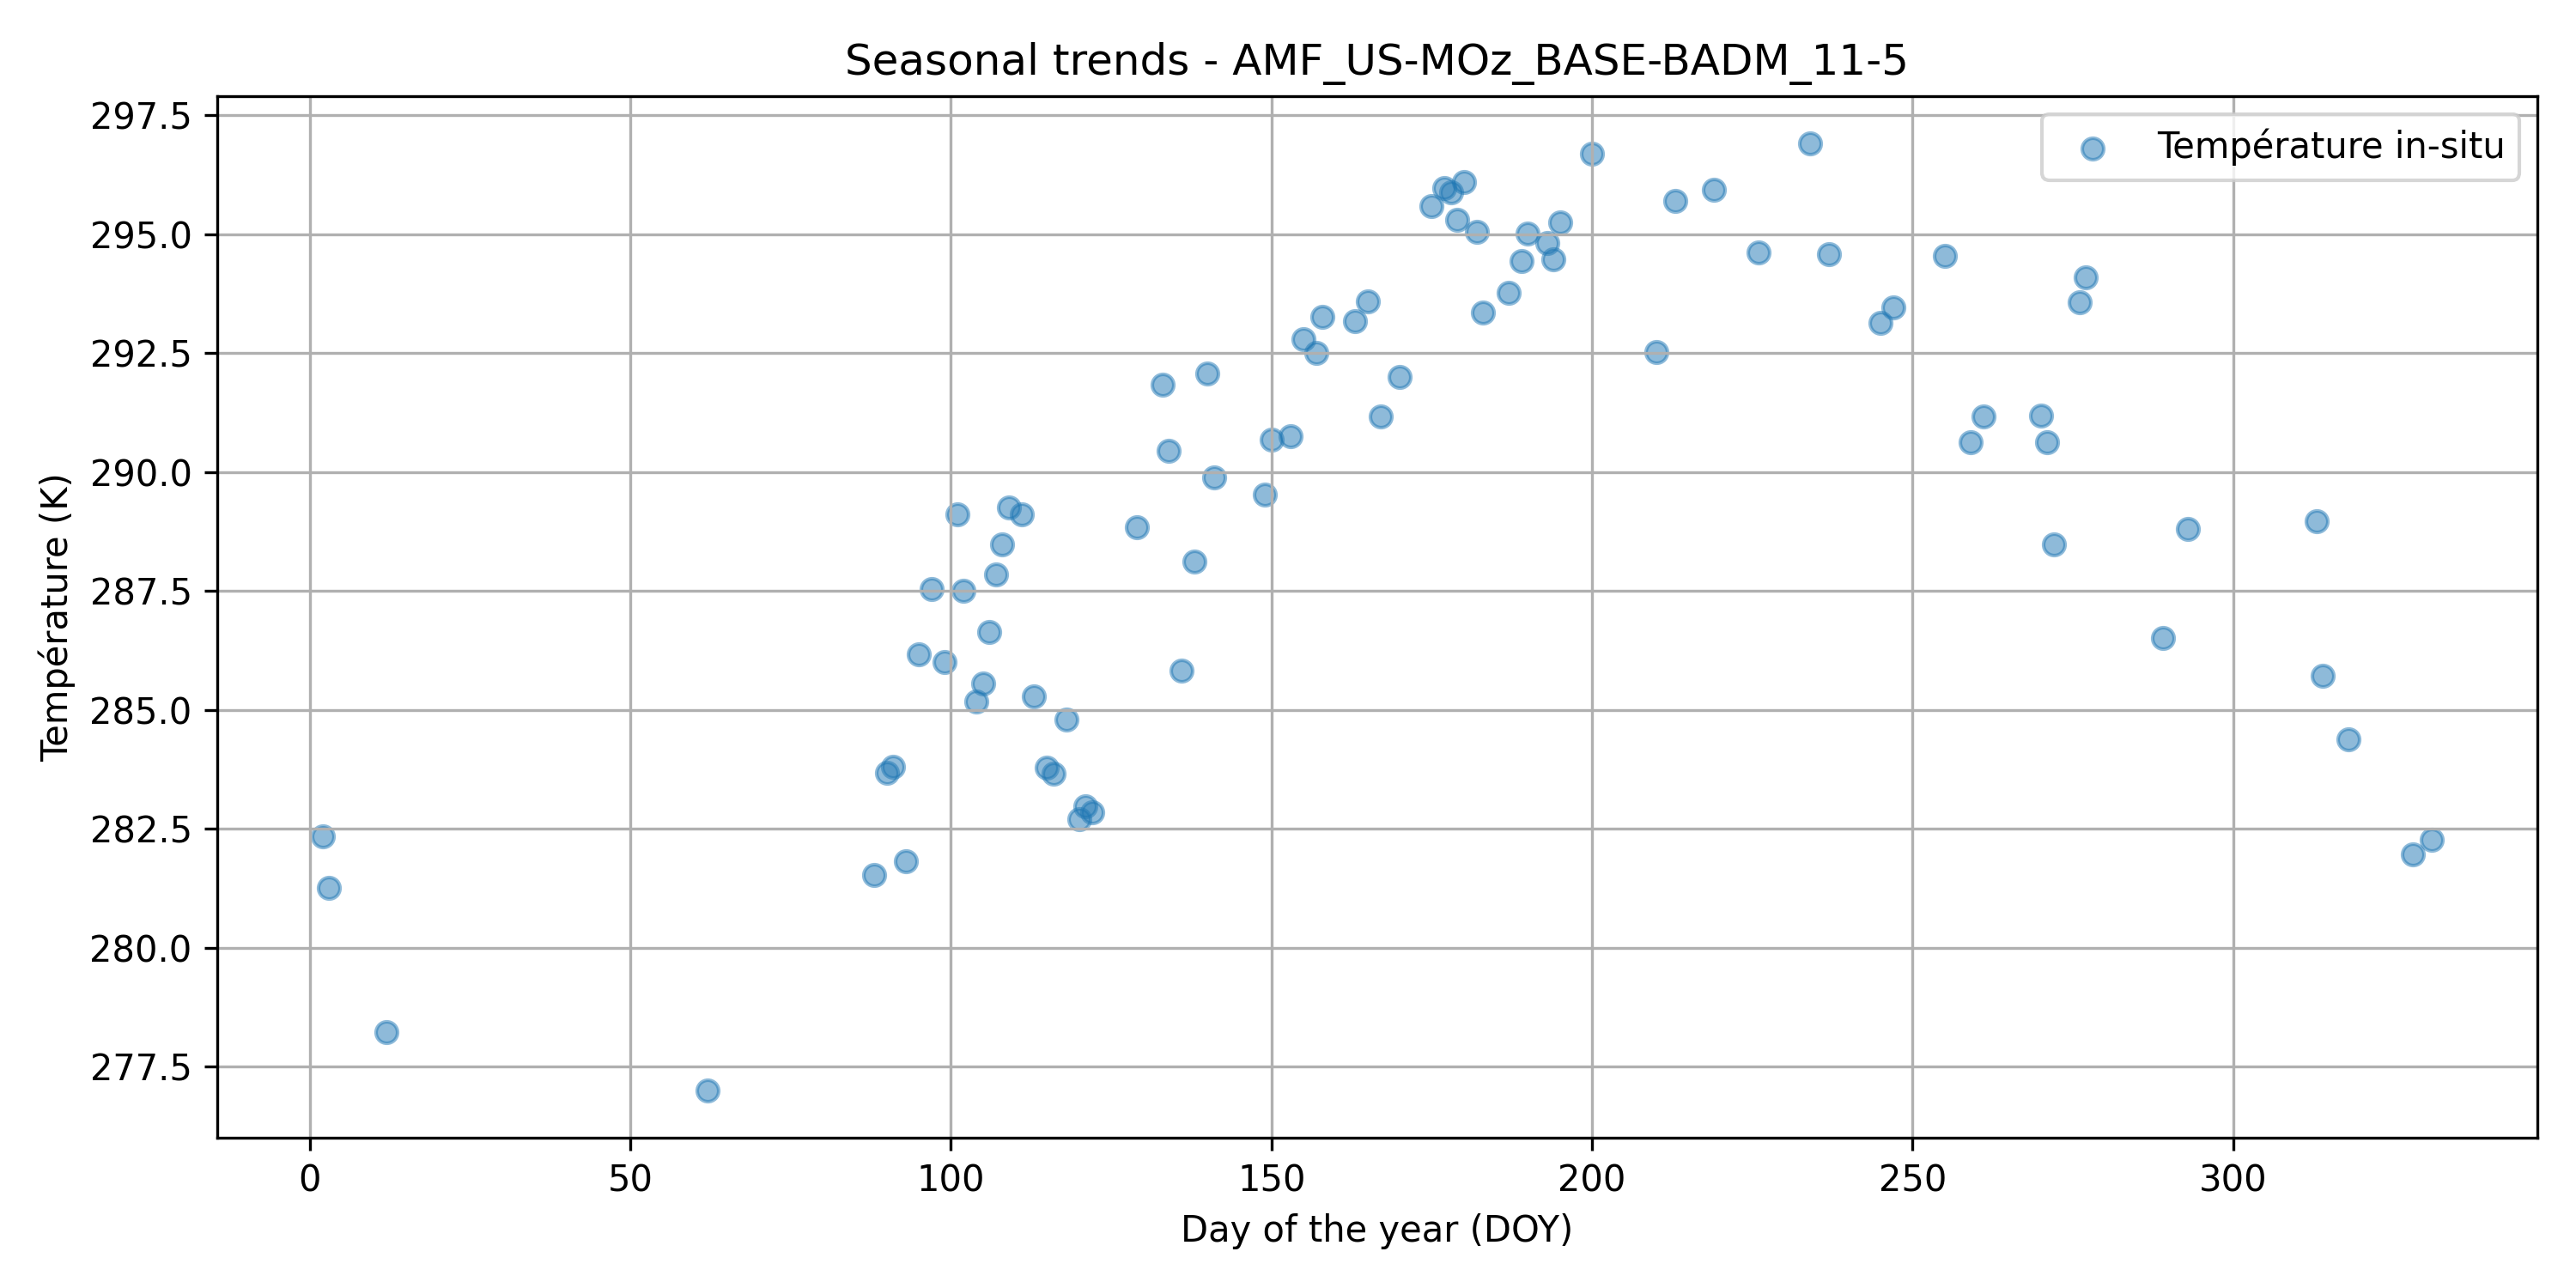 Seasonal trends - AMF_US-MOz_BASE-BADM_11-5
Température in-situ
Température (K)
297.5
295.0
292.5
290.0
287.5
285.0
282.5
280.0
277.5
0 50 100 150 200 250 300
Day of the year (DOY)